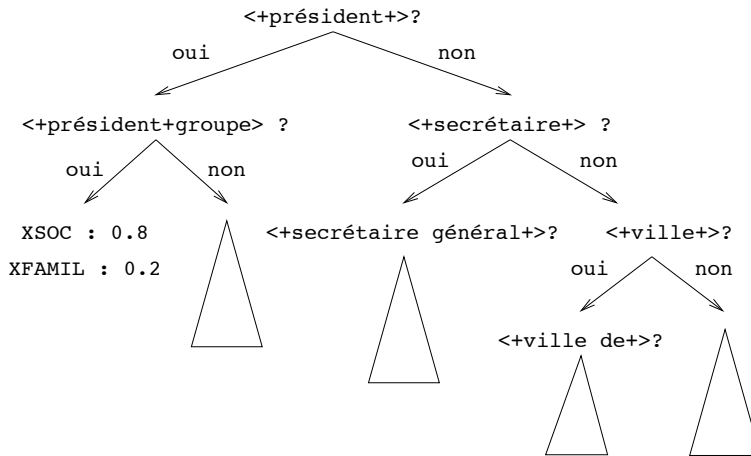 <+président+>?
oui non
<+président+groupe> ? <+secrétaire+> ?
oui non oui non
XSOC : 0.8 <+secrétaire général+>? <+ville+>?
XFAMIL : 0.2 oui non
<+ville de+>?